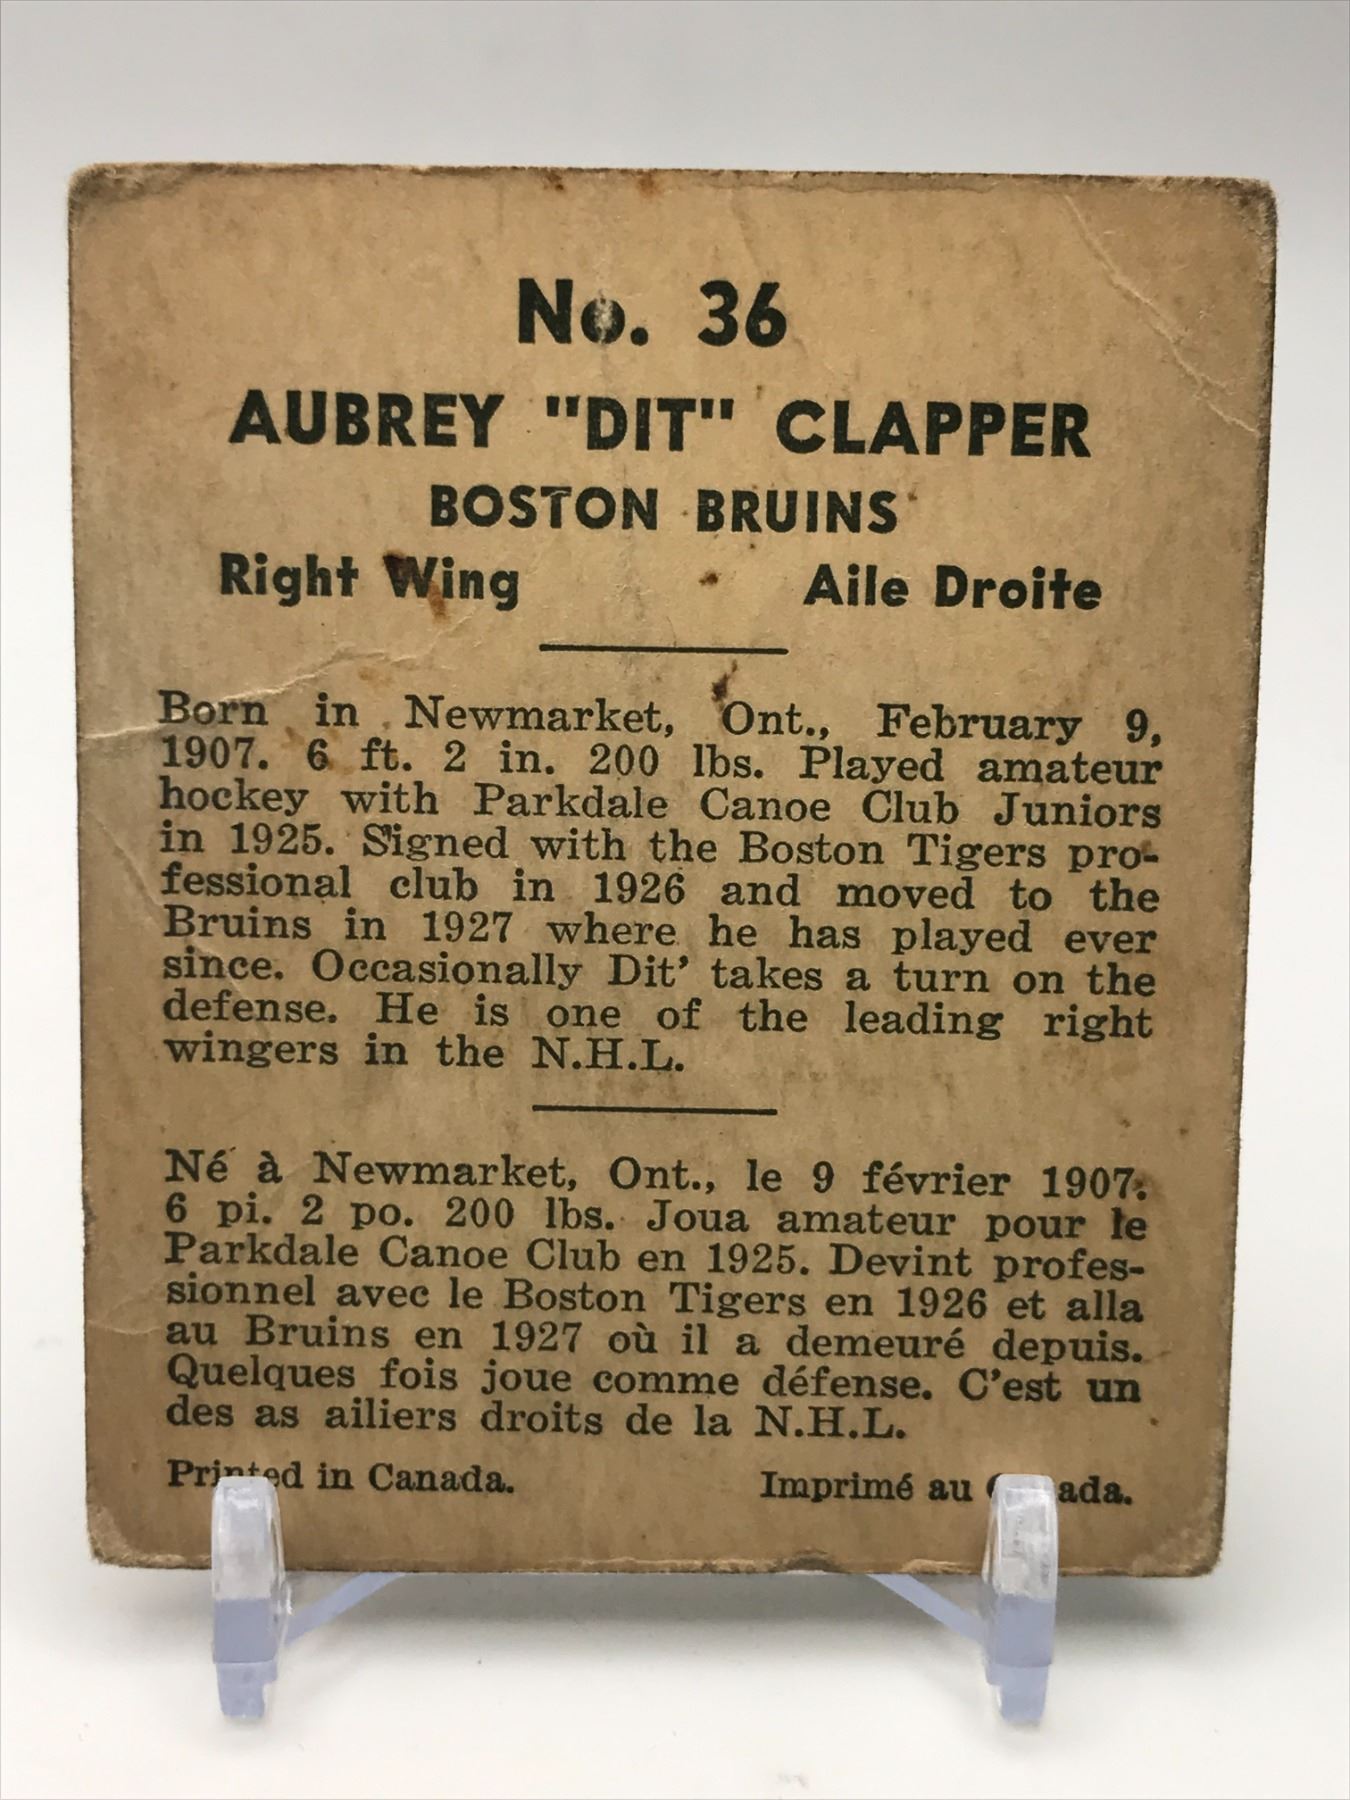 No. 36
AUBREY "DIT" CLAPPER
BOSTON BRUINS
Right Wing Aile Droite
Born in Newmarket, Ont., February 9,
1907. 6 ft. 2 in. 200 lbs. Played amateur
hockey with Parkdale Canoe Club Juniors
in 1925. Signed with the Boston Tigers pro-
fessional club in 1926 and moved to the
Bruins in 1927 where he has played ever
since. Occasionally Dit' takes a turn on the
defense. He is one of the leading right
wingers in the N.H.L.
Né à Newmarket, Ont., le 9 février 1907.
6 pi. 2 po. 200 lbs. Joua amateur pour le
Parkdale Canoe Club en 1925. Devint profes-
sionnel avec le Boston Tigers en 1926 et alla
au Bruins en 1927 où il a demeuré depuis.
Quelques fois joue comme défense. C'est un
des as ailiers droits de la N.H.L.
Printed in Canada. Imprimé au Canada.